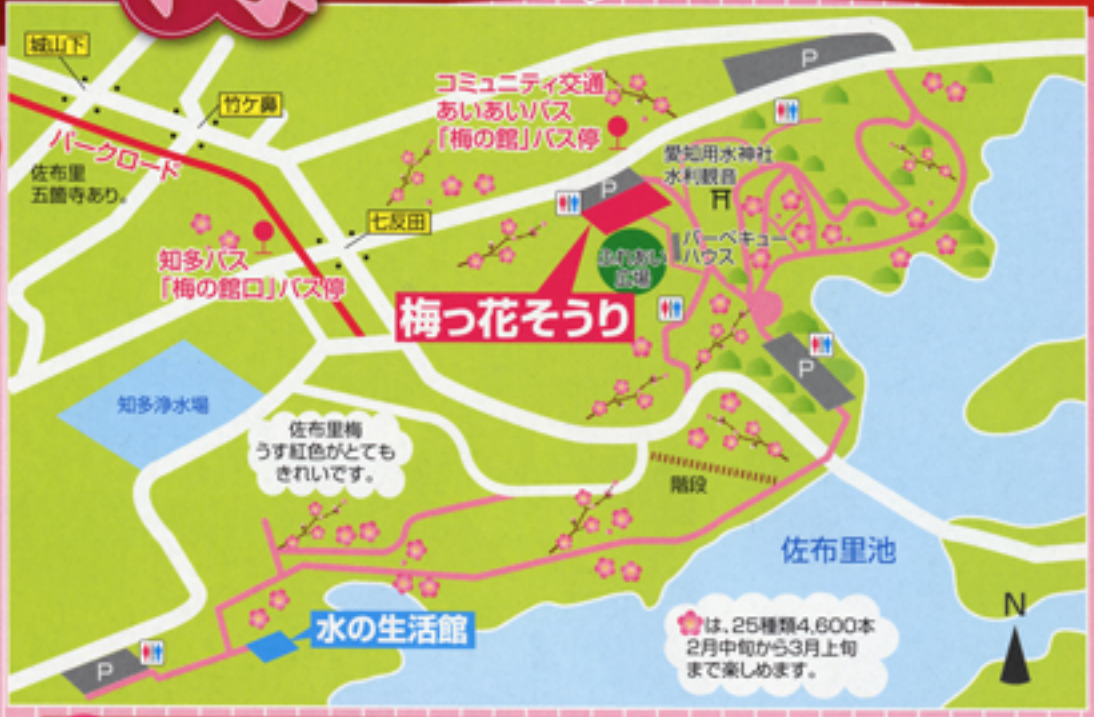 城山下
竹ケ鼻
パークロード
佐布里
五箇寺あり。
コミュニティ交通
あいあいバス
「梅の館」バス停
P
愛知用水神社
水利観音
P
七反田
知多バス
「梅の館口」バス停
バーベキュー
ハウス
ふれあい
広場
梅っ花そうり
P
知多浄水場
佐布里梅
うす紅色がとても
きれいです。
階段
佐布里池
水の生活館
は、25種類4,600本
2月中旬から3月上旬
まで楽しめます。
N
P